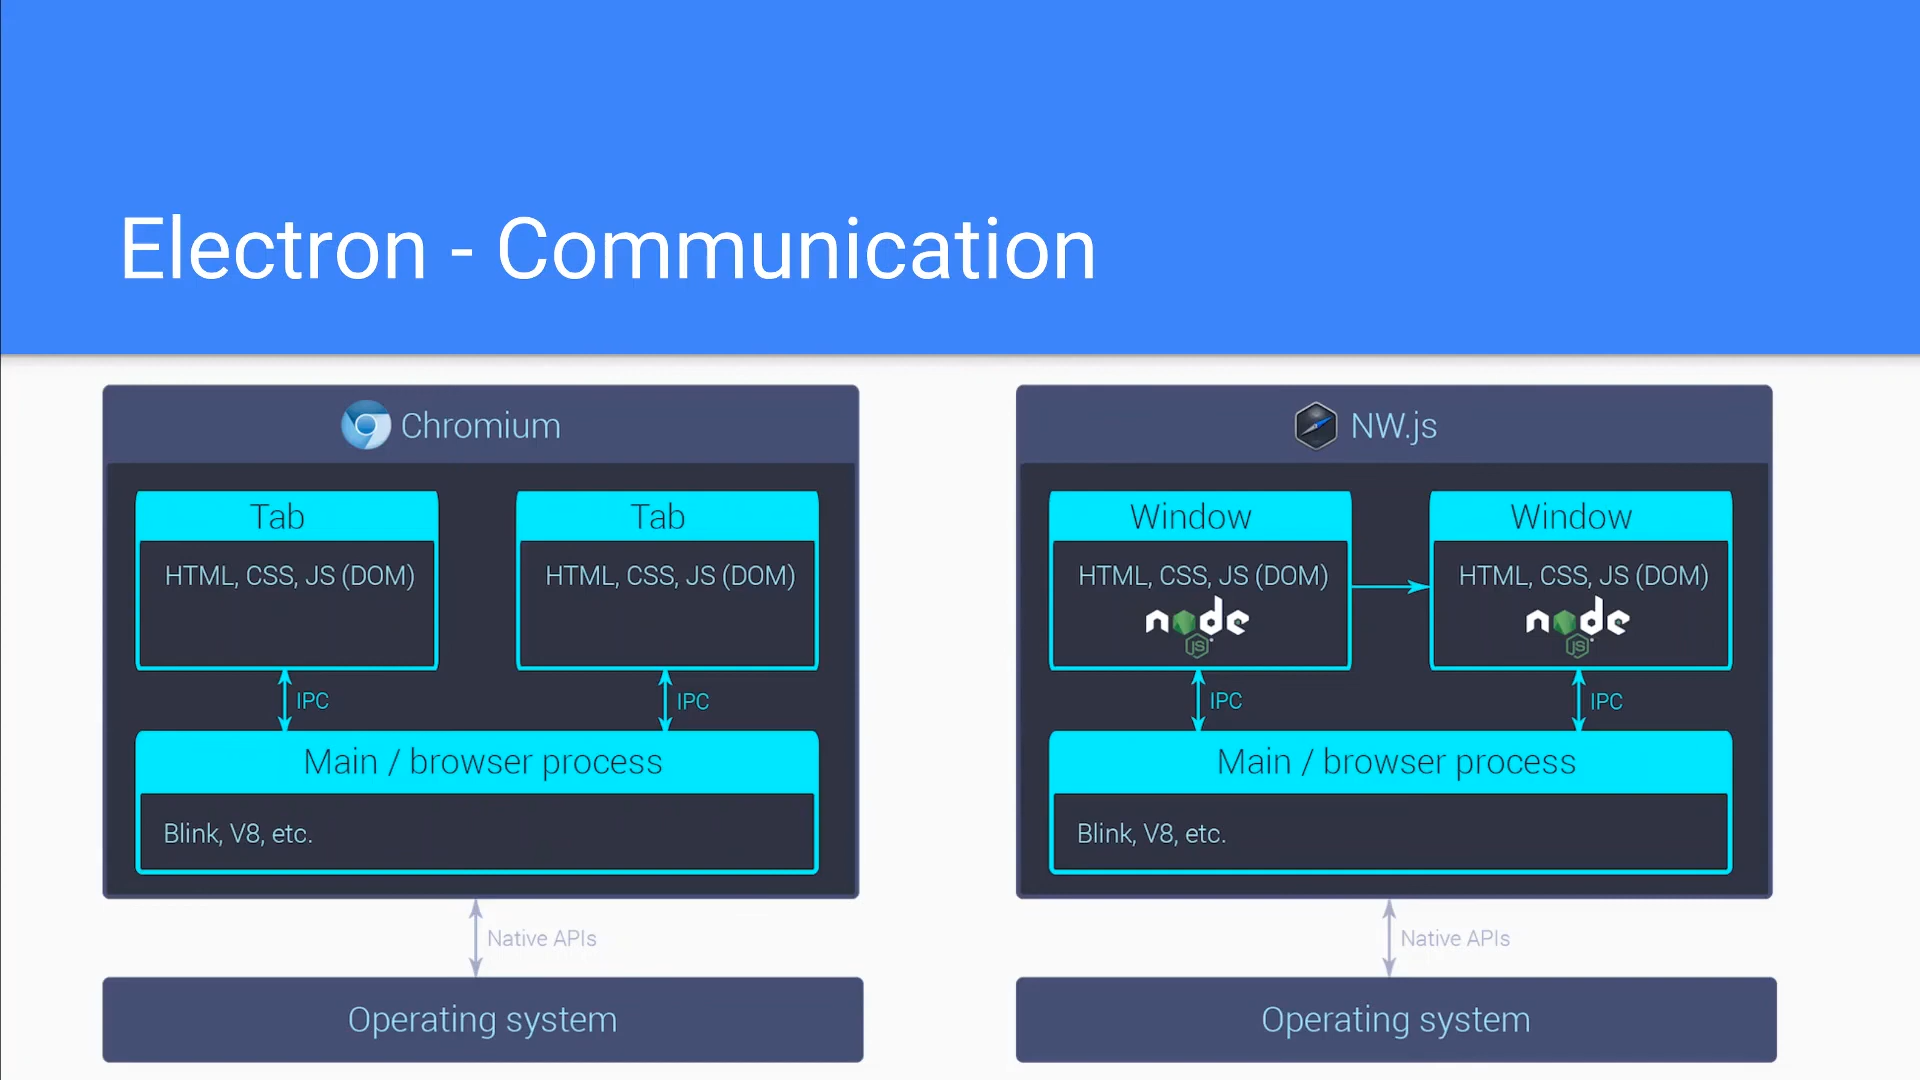 Electron - Communication
Chromium
Tab
Tab
HTML, CSS, JS (DOM)
HTML, CSS, JS (DOM)
IPC
IPC
Main / browser process
Blink, V8, etc.
Native APIs
Operating system
NW.js
Window
Window
HTML, CSS, JS (DOM)
node
JS
HTML, CSS, JS (DOM)
node
JS
IPC
IPC
Main / browser process
Blink, V8, etc.
Native APIs
Operating system